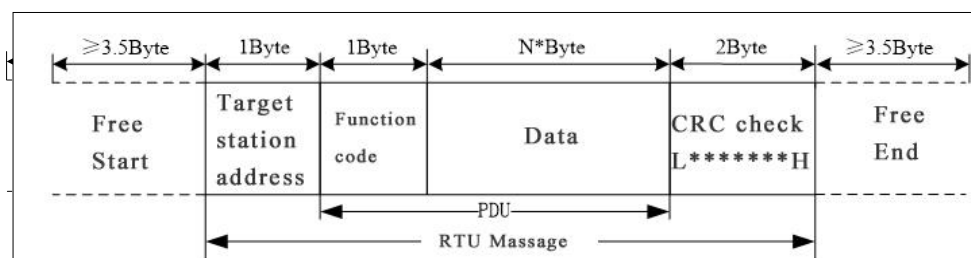 ≥3.5Byte 1Byte 1Byte N*Byte 2Byte ≥3.5Byte
Free
Start
Target
station
address
Function
code
Data
CRC check
L*******H
Free
End
PDU
RTU Massage